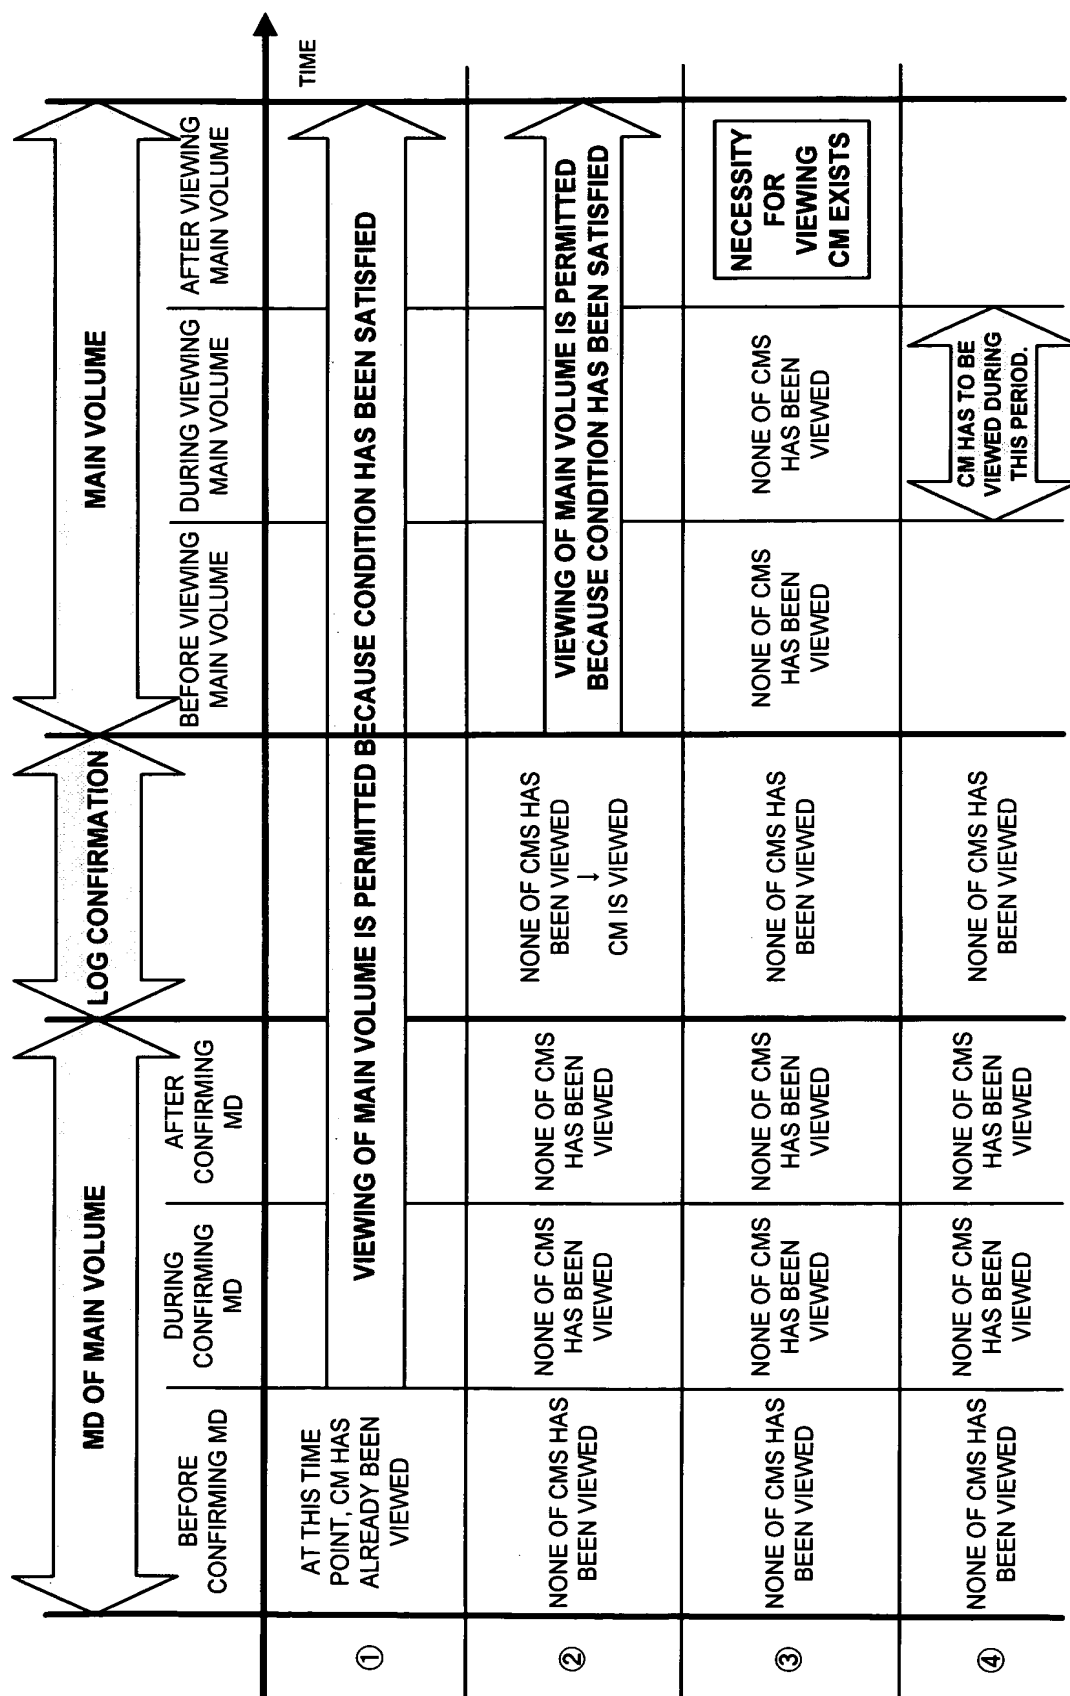 MD OF MAIN VOLUME
LOG CONFIRMATION
MAIN VOLUME
BEFORE
CONFIRMING MD
DURING
CONFIRMING
MD
AFTER
CONFIRMING
MD
BEFORE VIEWING
MAIN VOLUME
DURING VIEWING
MAIN VOLUME
AFTER VIEWING
MAIN VOLUME
TIME
①
AT THIS TIME
POINT, CM HAS
ALREADY BEEN
VIEWED
VIEWING OF MAIN VOLUME IS PERMITTED BECAUSE CONDITION HAS BEEN SATISFIED
②
NONE OF CMS HAS
BEEN VIEWED
NONE OF CMS
HAS BEEN
VIEWED
NONE OF CMS
HAS BEEN
VIEWED
NONE OF CMS HAS
BEEN VIEWED
↓
CM IS VIEWED
VIEWING OF MAIN VOLUME IS PERMITTED
BECAUSE CONDITION HAS BEEN SATISFIED
③
NONE OF CMS HAS
BEEN VIEWED
NONE OF CMS
HAS BEEN
VIEWED
NONE OF CMS
HAS BEEN
VIEWED
NONE OF CMS HAS
BEEN VIEWED
NONE OF CMS
HAS BEEN
VIEWED
NONE OF CMS
HAS BEEN
VIEWED
NECESSITY
FOR
VIEWING
CM EXISTS
④
NONE OF CMS HAS
BEEN VIEWED
NONE OF CMS
HAS BEEN
VIEWED
NONE OF CMS
HAS BEEN
VIEWED
NONE OF CMS HAS
BEEN VIEWED
CM HAS TO BE
VIEWED DURING
THIS PERIOD.